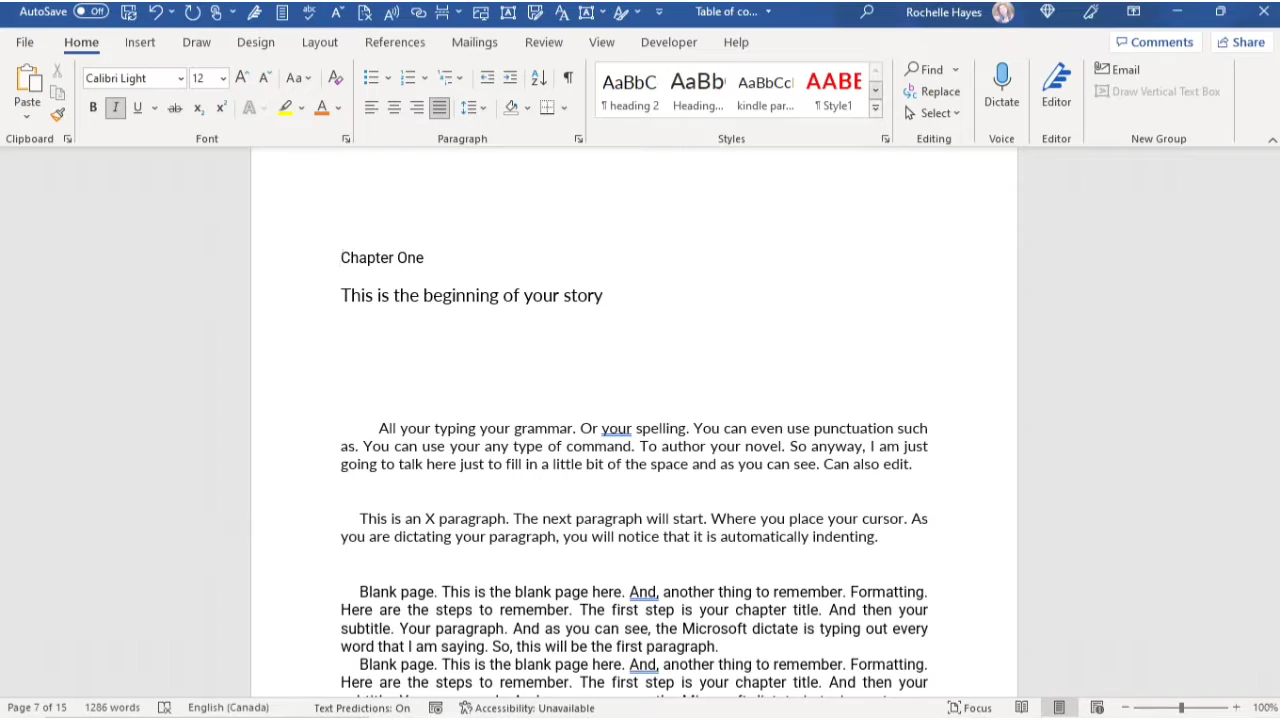 AutoSave Off Table of co... Rochelle Hayes
File Home Insert Draw Design Layout References Mailings Review View Developer Help Comments Share
Paste Calibri Light 12 Aa AaBbC AaBb AaBbCc AABE Find Dictate Editor Email
B I U ab x₂ x² A A ¶ heading 2 Heading... kindle par... ¶ Style1 Replace Draw Vertical Text Box
Select
Clipboard Font Paragraph Styles Editing Voice Editor New Group
Chapter One
This is the beginning of your story
All your typing your grammar. Or your spelling. You can even use punctuation such
as. You can use your any type of command. To author your novel. So anyway, I am just
going to talk here just to fill in a little bit of the space and as you can see. Can also edit.
This is an X paragraph. The next paragraph will start. Where you place your cursor. As
you are dictating your paragraph, you will notice that it is automatically indenting.
Blank page. This is the blank page here. And, another thing to remember. Formatting.
Here are the steps to remember. The first step is your chapter title. And then your
subtitle. Your paragraph. And as you can see, the Microsoft dictate is typing out every
word that I am saying. So, this will be the first paragraph.
Blank page. This is the blank page here. And, another thing to remember. Formatting.
Here are the steps to remember. The first step is your chapter title. And then your
Page 7 of 15 1286 words English (Canada) Text Predictions: On Accessibility: Unavailable Focus 100%